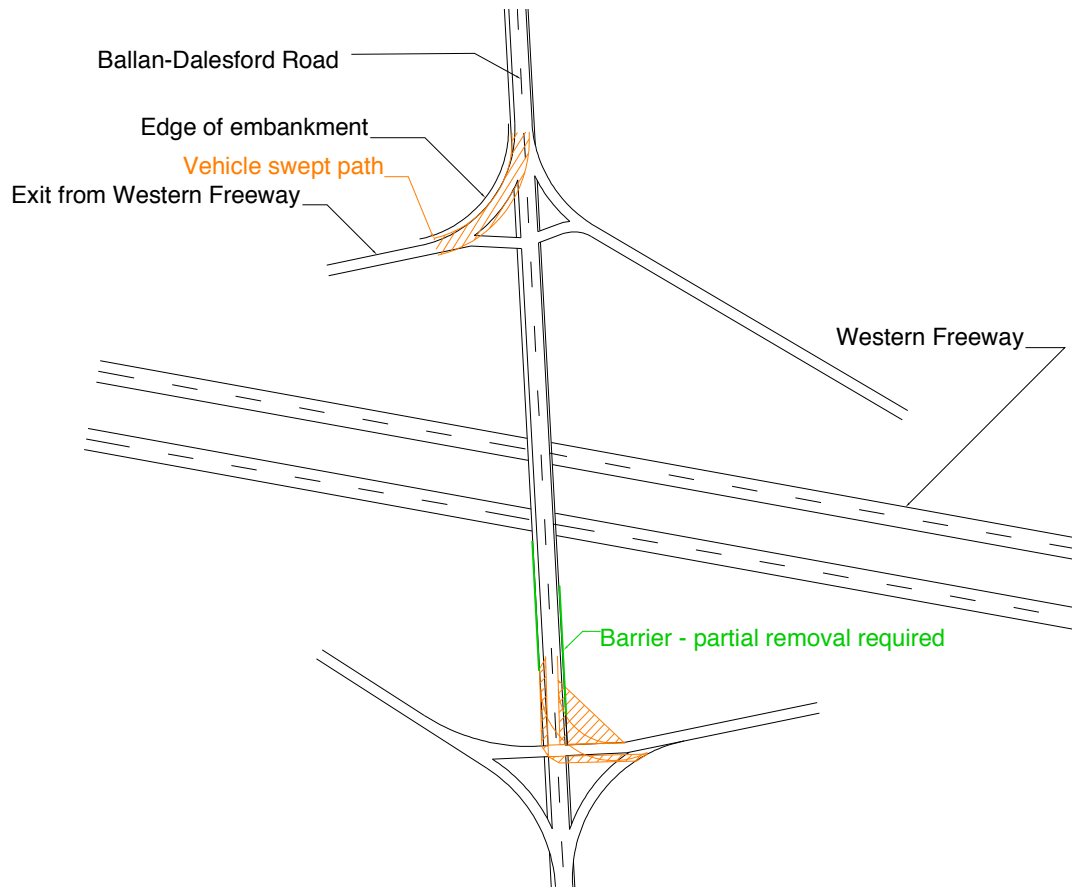 Ballan-Dalesford Road
Edge of embankment
Vehicle swept path
Exit from Western Freeway
Western Freeway
Barrier - partial removal required